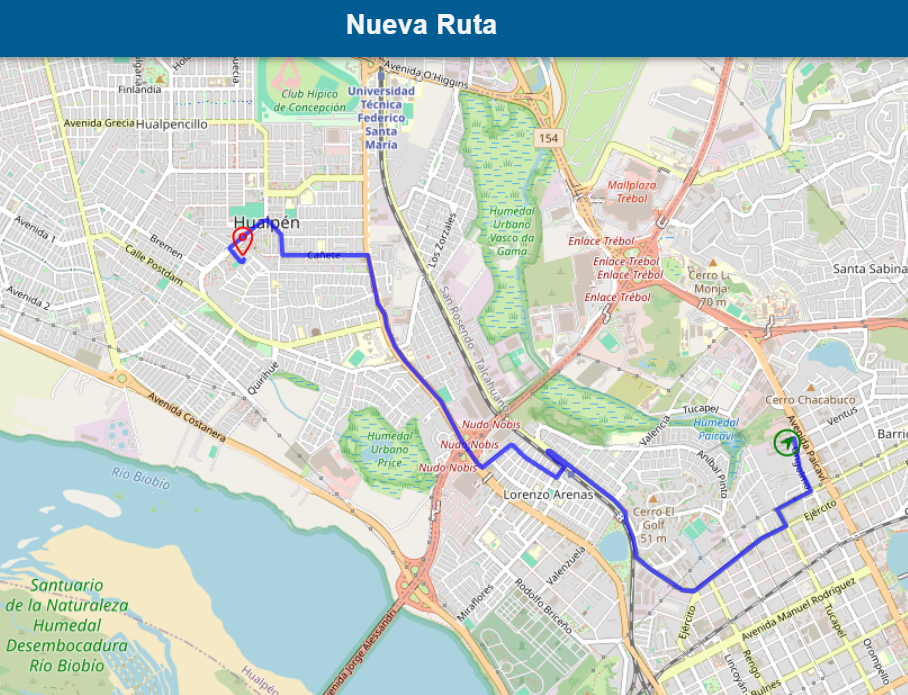 Nueva Ruta
Avenida O'Higgins
Finlandia
Club Hípico
de Concepción
Universidad
Técnica
Federico
Santa
María
Avenida Grecia
Hualpencillo
154
Mallplaza
Trébol
Humedal
Urbano
Vasco da
Gama
Los Zorzales
Hualpén
Avenida 1
Bremen
Calle Postdam
Cañete
Enlace Trébol
Enlace Trébol
Enlace Trébol
Enlace Trébol
Cerro L
Monja
70 m
Santa Sabina
Avenida 2
San Rosendo - Talcahuano
Quirihue
Avenida Costanera
Cerro Chacabuco
Tucapel
Ventus
Avenida Paicaví
Humedal
Paicaví
Valencia
Barri
Nudo Nobis
Nudo Nobis
Nudo Nobis
Humedal
Urbano
Price
Río Biobío
Aníbal Pinto
Lorenzo Arenas
Cerro El
Golf
51 m
Ejército
Valenzuela
Miraflores
Rodolfo Briceño
Santuario
de la Naturaleza
Humedal
Desembocadura
Río Biobío
Ejército
Avenida Manuel Rodríguez
Tucapel
Orompello
Rengo
Lincoyán
Bulnes
Hualpén
Avenida Jorge Alessandri